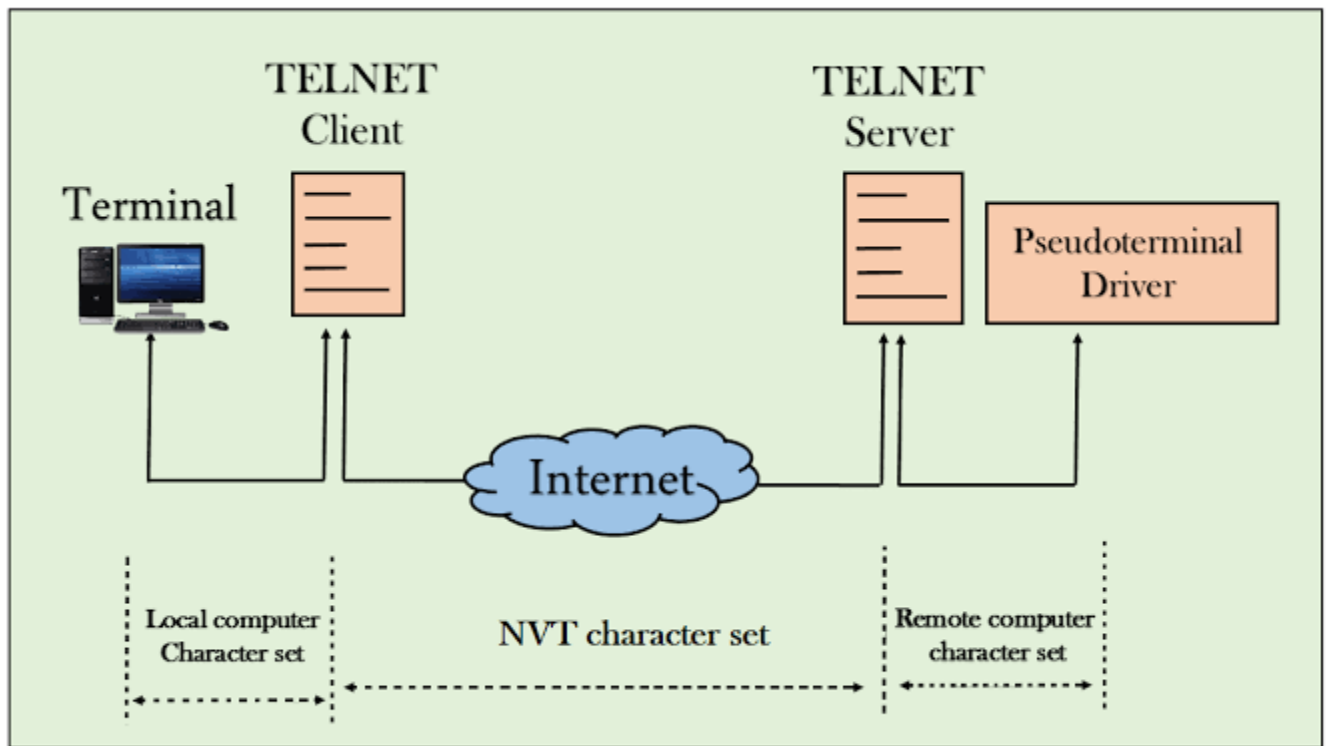 TELNET
Client
TELNET
Server
Terminal
Pseudoterminal
Driver
Internet
Local computer
Character set
NVT character set
Remote computer
character set